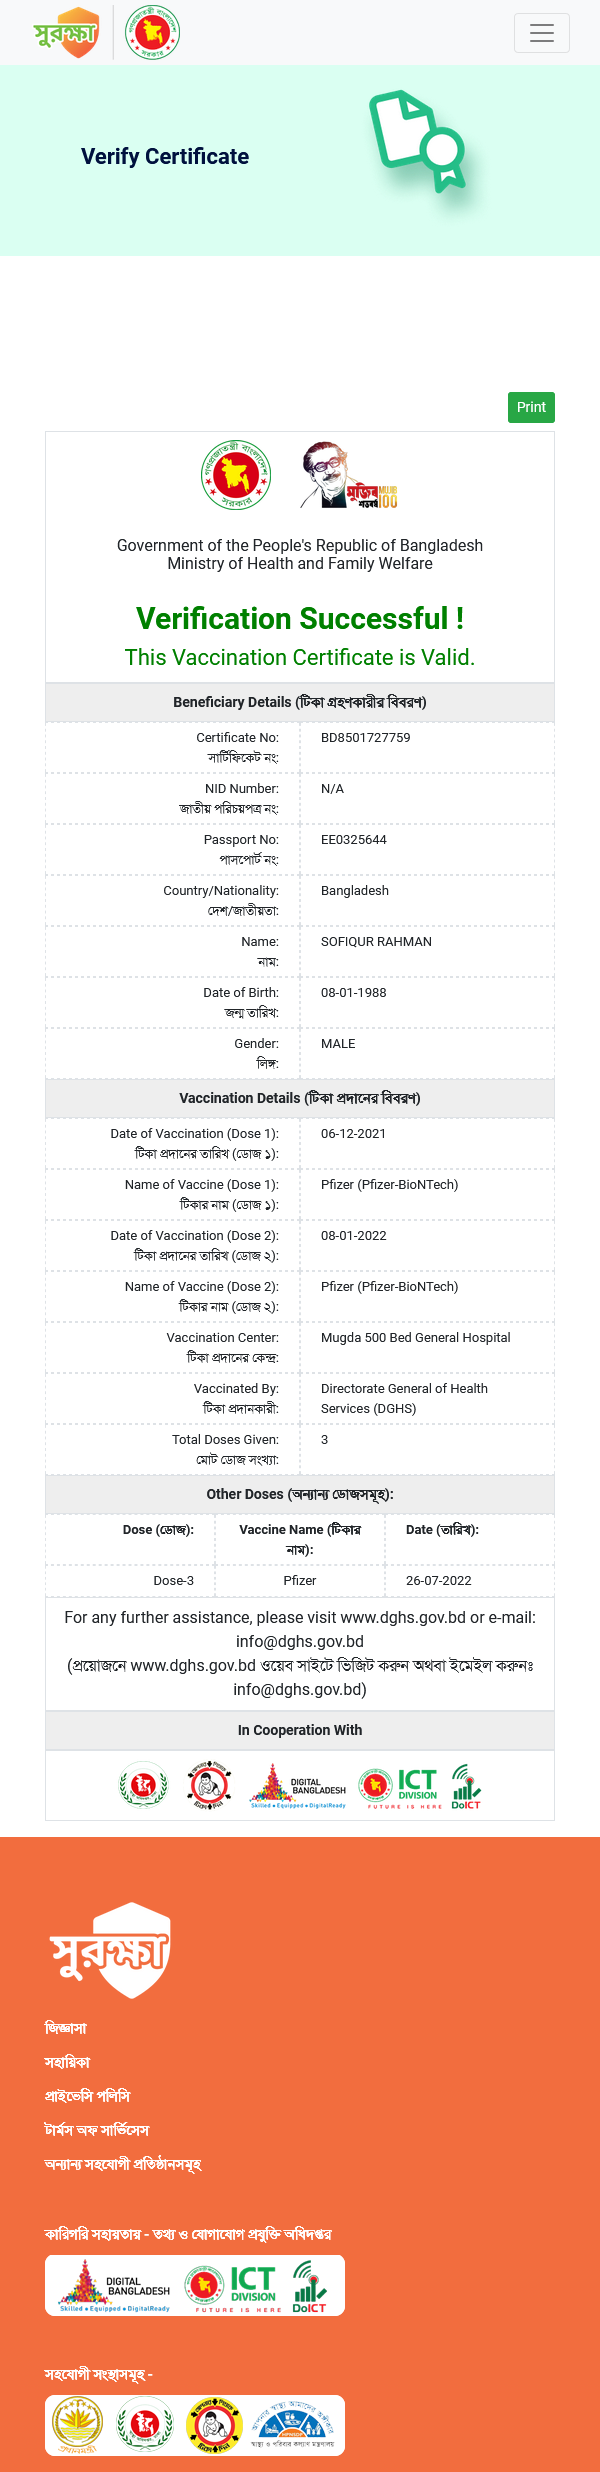 সুরক্ষা
গণপ্রজাতন্ত্রী বাংলাদেশ
সরকার
Verify Certificate
Print
গণপ্রজাতন্ত্রী বাংলাদেশ
সরকার
মুজিব
শতবর্ষ
100
Government of the People's Republic of Bangladesh
Ministry of Health and Family Welfare
Verification Successful !
This Vaccination Certificate is Valid.
Beneficiary Details (টিকা গ্রহণকারীর বিবরণ)
Certificate No: BD8501727759
সার্টিফিকেট নং:
NID Number: N/A
জাতীয় পরিচয়পত্র নং:
Passport No: EE0325644
পাসপোর্ট নং:
Country/Nationality: Bangladesh
দেশ/জাতীয়তা:
Name: SOFIQUR RAHMAN
নাম:
Date of Birth: 08-01-1988
জন্ম তারিখ:
Gender: MALE
লিঙ্গ:
Vaccination Details (টিকা প্রদানের বিবরণ)
Date of Vaccination (Dose 1): 06-12-2021
টিকা প্রদানের তারিখ (ডোজ ১):
Name of Vaccine (Dose 1): Pfizer (Pfizer-BioNTech)
টিকার নাম (ডোজ ১):
Date of Vaccination (Dose 2): 08-01-2022
টিকা প্রদানের তারিখ (ডোজ ২):
Name of Vaccine (Dose 2): Pfizer (Pfizer-BioNTech)
টিকার নাম (ডোজ ২):
Vaccination Center: Mugda 500 Bed General Hospital
টিকা প্রদানের কেন্দ্র:
Vaccinated By: Directorate General of Health
টিকা প্রদানকারী: Services (DGHS)
Total Doses Given: 3
মোট ডোজ সংখ্যা:
Other Doses (অন্যান্য ডোজসমূহ):
Dose (ডোজ): Vaccine Name (টিকার Date (তারিখ):
নাম):
Dose-3 Pfizer 26-07-2022
For any further assistance, please visit www.dghs.gov.bd or e-mail:
info@dghs.gov.bd
(প্রয়োজনে www.dghs.gov.bd ওয়েব সাইটে ভিজিট করুন অথবা ইমেইল করুনঃ
info@dghs.gov.bd)
In Cooperation With
DIGITAL
BANGLADESH
Skilled • Equipped • DigitalReady
ICT
DIVISION
FUTURE IS HERE
DoICT
সুরক্ষা
জিজ্ঞাসা
সহায়িকা
প্রাইভেসি পলিসি
টার্মস অফ সার্ভিসেস
অন্যান্য সহযোগী প্রতিষ্ঠানসমূহ
কারিগরি সহায়তায় - তথ্য ও যোগাযোগ প্রযুক্তি অধিদপ্তর
DIGITAL
BANGLADESH
Skilled • Equipped • DigitalReady
ICT
DIVISION
FUTURE IS HERE
DoICT
সহযোগী সংস্থাসমূহ -
স্বাস্থ্য ও পরিবার কল্যাণ মন্ত্রণালয়